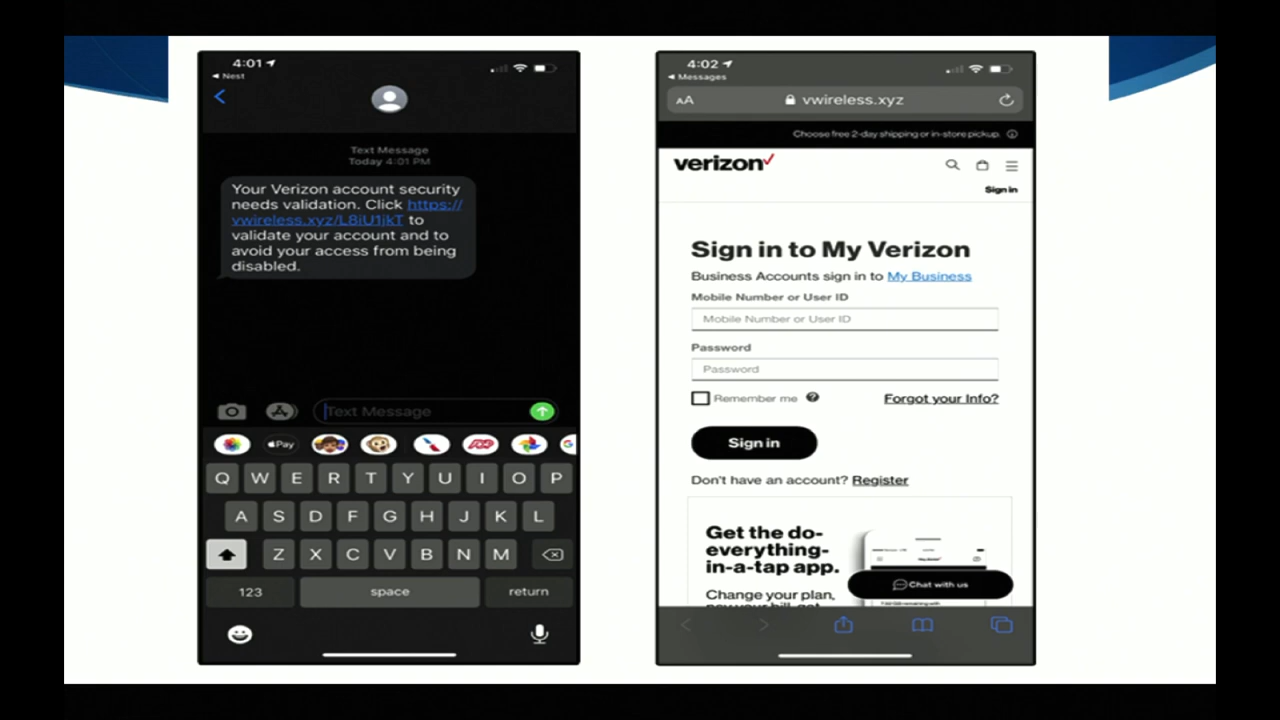 4:01
◀ Nest
Text Message
Today 4:01 PM
Your Verizon account security
needs validation. Click https://
vwireless.xyz/L8iU1jkT to
validate your account and to
avoid your access from being
disabled.
Text Message
Pay
Q W E R T Y U I O P
A S D F G H J K L
Z X C V B N M
123 space return
4:02
◀ Messages
AA vwireless.xyz
Choose free 2-day shipping or in-store pickup.
verizon
Sign in
Sign in to My Verizon
Business Accounts sign in to My Business
Mobile Number or User ID
Mobile Number or User ID
Password
Password
Remember me Forgot your Info?
Sign in
Don't have an account? Register
Get the do-
everything-
in-a-tap app.
Chat with us
Change your plan,